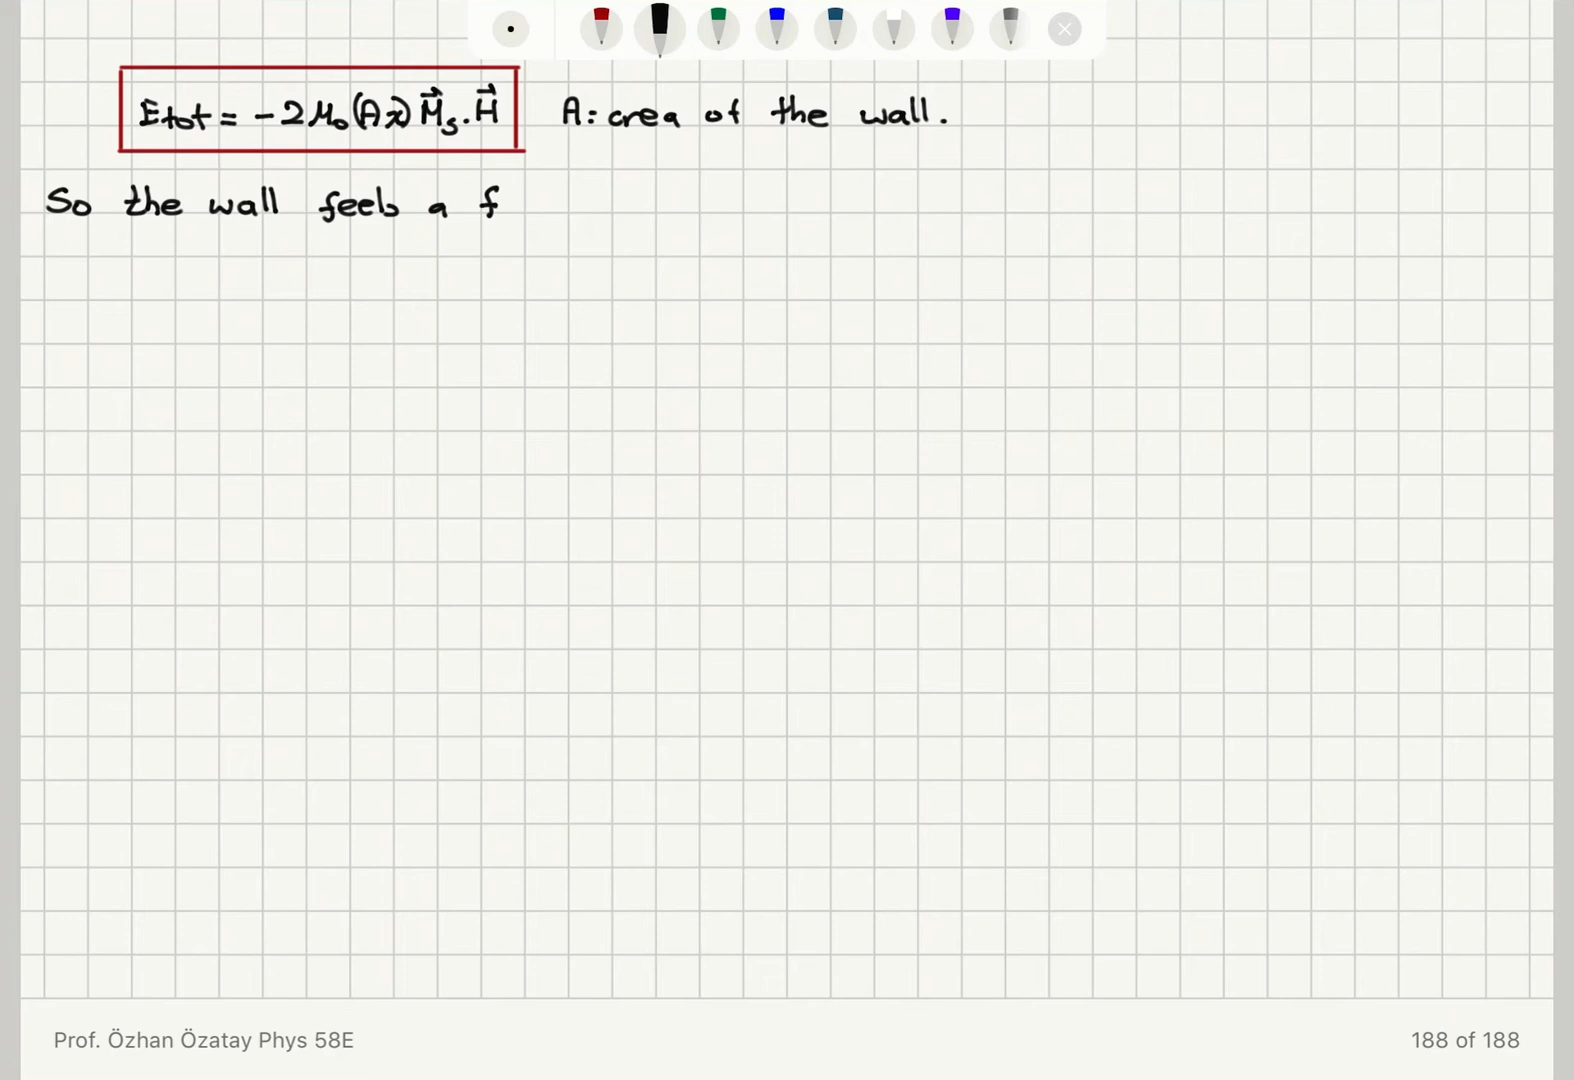 Etot = -2μ₀(Ax)M⃗s.H⃗ A: area of the wall.
So the wall feels a f
Prof. Özhan Özatay Phys 58E
188 of 188